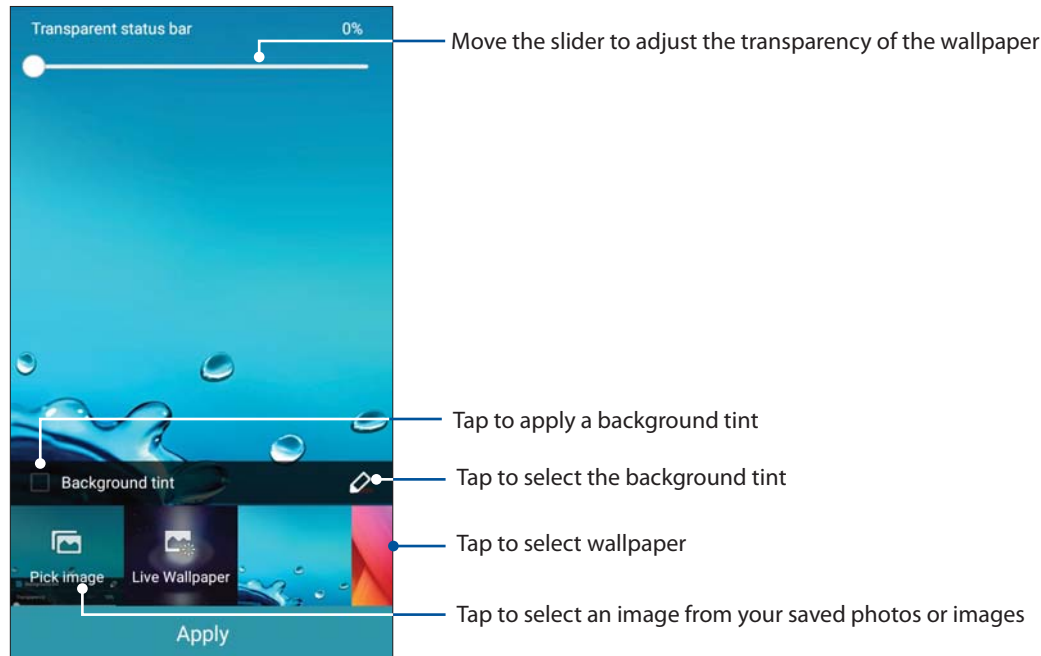 Transparent status bar 0%
Move the slider to adjust the transparency of the wallpaper
Tap to apply a background tint
Background tint
Tap to select the background tint
Tap to select wallpaper
Pick image
Live Wallpaper
Tap to select an image from your saved photos or images
Apply